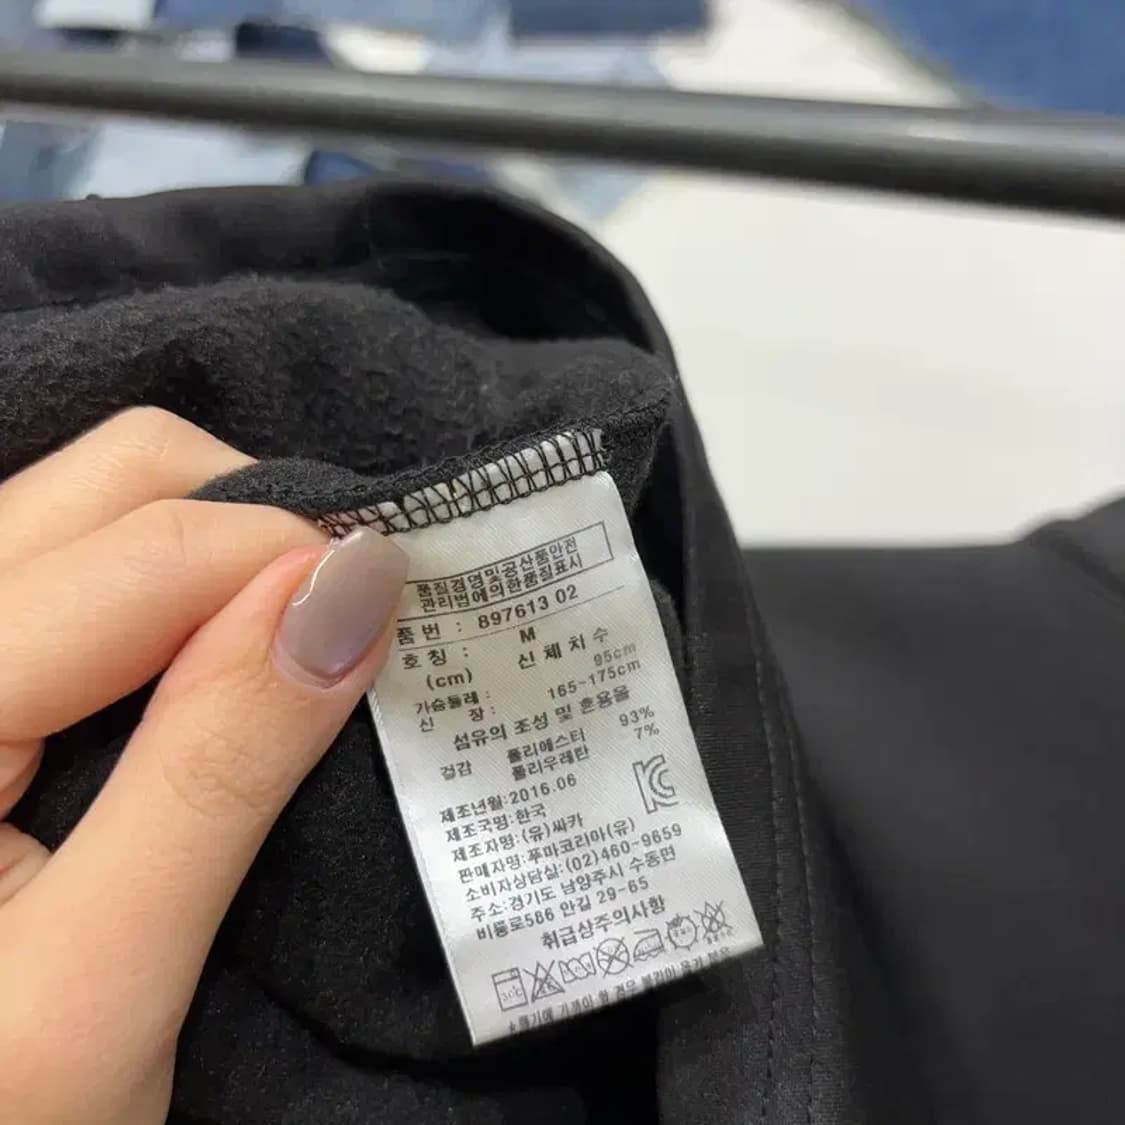 품질경영및공산품안전
관리법에의한품질표시
품 번 : 897613 02
호 칭 : M
(cm) 신 체 치 수
가슴둘레 : 95cm
신 장 : 165-175cm
섬유의 조성 및 혼용율
겉감 폴리에스터 93%
폴리우레탄 7%
제조년월:2016.06
제조국명:한국
제조자명:(유)싸카
판매자명:푸마코리아(유)
소비자상담실:(02)460-9659
주소:경기도 남양주시 수동면
비룡로586 안길 29-65
취급상주의사항
30℃